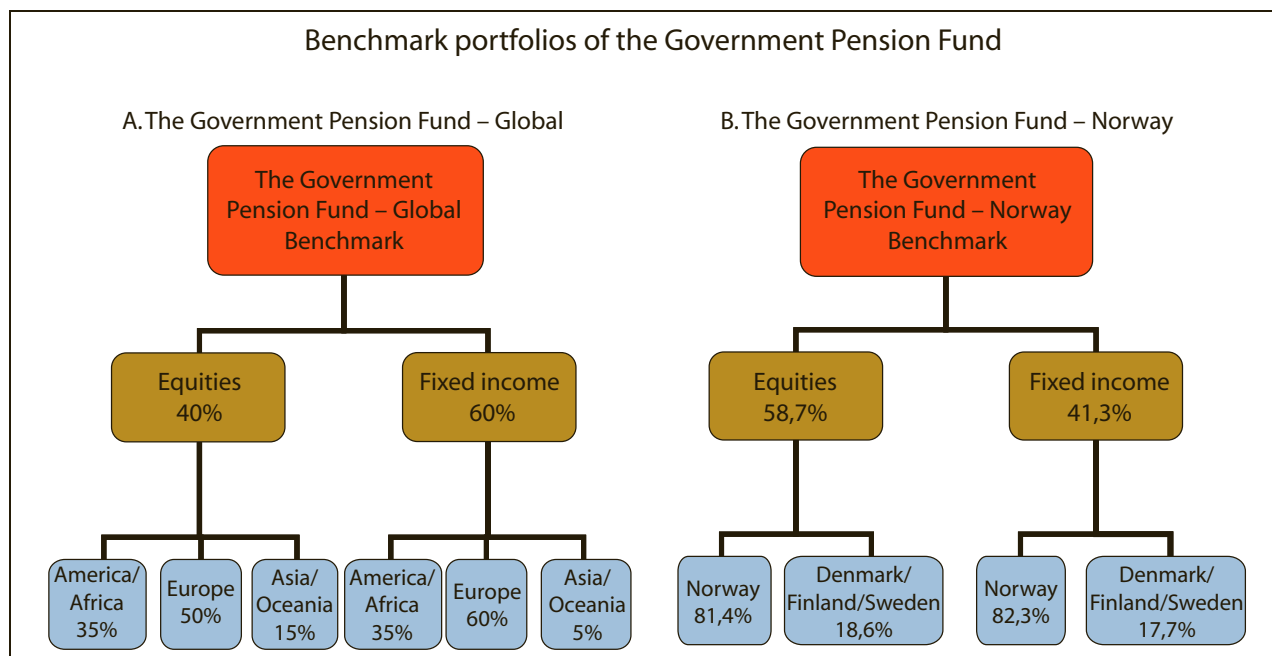 Benchmark portfolios of the Government Pension Fund
A. The Government Pension Fund – Global
The Government
Pension Fund – Global
Benchmark
Equities
40%
Fixed income
60%
America/
Africa
35%
Europe
50%
Asia/
Oceania
15%
America/
Africa
35%
Europe
60%
Asia/
Oceania
5%
B. The Government Pension Fund – Norway
The Government
Pension Fund – Norway
Benchmark
Equities
58,7%
Fixed income
41,3%
Norway
81,4%
Denmark/
Finland/Sweden
18,6%
Norway
82,3%
Denmark/
Finland/Sweden
17,7%